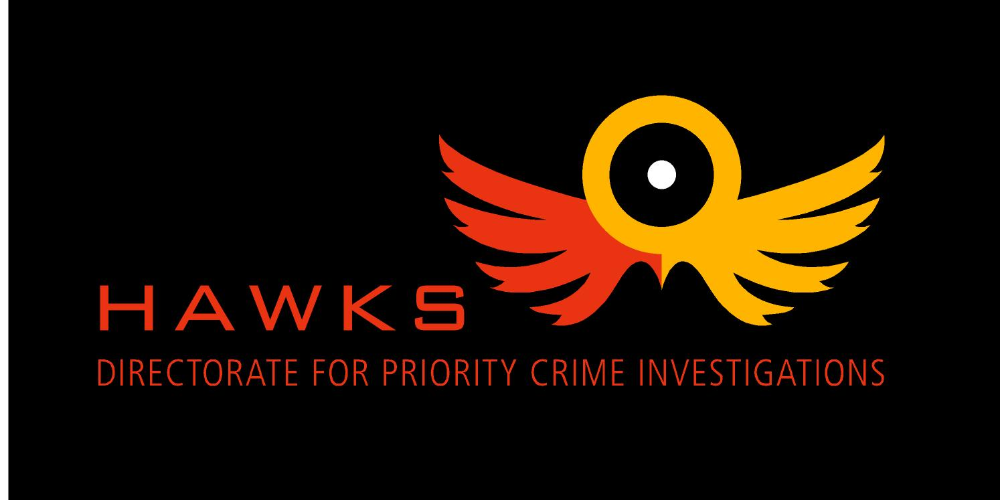 HAWKS
DIRECTORATE FOR PRIORITY CRIME INVESTIGATIONS